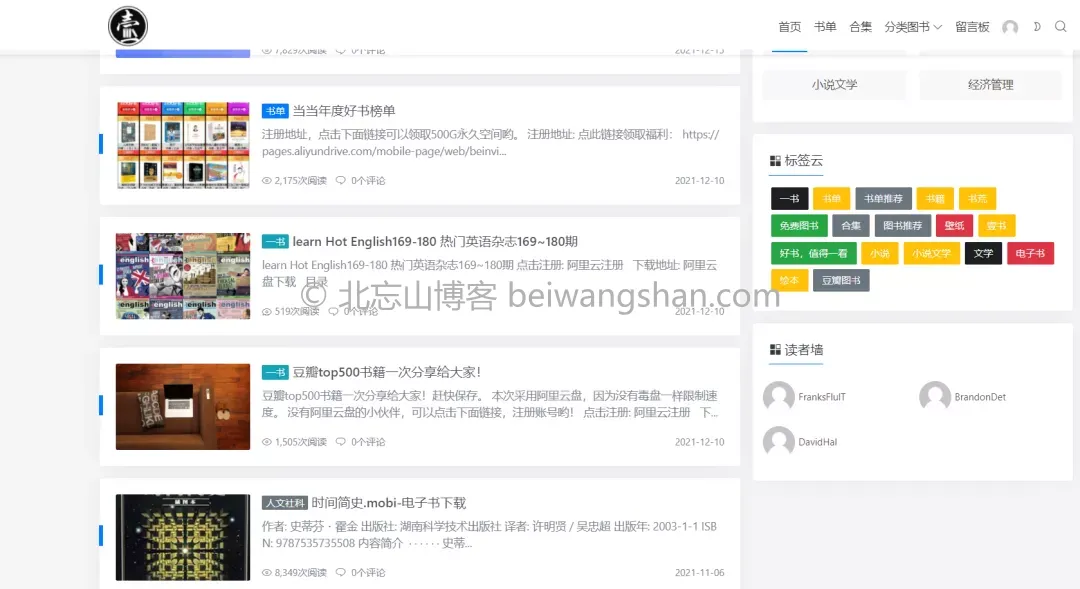 首页 书单 合集 分类图书 留言板
7,829次阅读 0个评论 2021-12-13
书单 当当年度好书榜单
注册地址，点击下面链接可以领取500G永久空间哟。 注册地址: 点此链接领取福利： https://
pages.aliyundrive.com/mobile-page/web/beinvi...
2,175次阅读 0个评论 2021-12-10
一书 learn Hot English169-180 热门英语杂志169~180期
learn Hot English169-180 热门英语杂志169~180期 点击注册: 阿里云注册 下载地址: 阿里云
盘下载 目录
© 北忘山博客 beiwangshan.com
519次阅读 0个评论 2021-12-10
一书 豆瓣top500书籍一次分享给大家!
豆瓣top500书籍一次分享给大家！赶快保存。 本次采用阿里云盘，因为没有毒盘一样限制速
度。 没有阿里云盘的小伙伴，可以点击下面链接，注册账号哟! 点击注册: 阿里云注册 下...
1,505次阅读 0个评论 2021-12-10
人文社科 时间简史.mobi-电子书下载
作者: 史蒂芬 · 霍金 出版社: 湖南科学技术出版社 译者: 许明贤 / 吴忠超 出版年: 2003-1-1 ISB
N: 9787535735508 内容简介 · · · · · · 史蒂...
8,349次阅读 0个评论 2021-11-06
小说文学 经济管理
标签云
一书 书单 书单推荐 书籍 书荒
免费图书 合集 图书推荐 壁纸 壹书
好书，值得一看 小说 小说文学 文学 电子书
绘本 豆瓣图书
读者墙
FranksFluIT BrandonDet
DavidHal